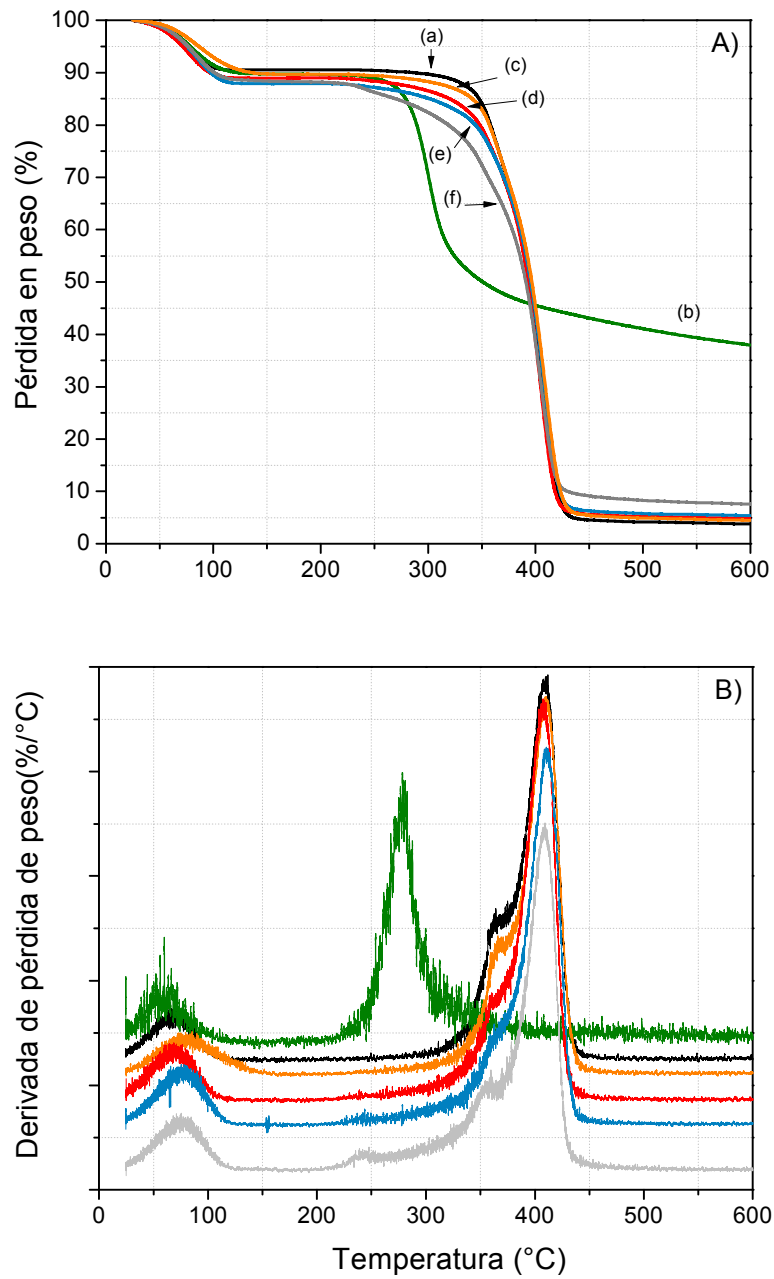 A)
(a)
(c)
(d)
(e)
(f)
(b)
Pérdida en peso (%)
100
90
80
70
60
50
40
30
20
10
0
0 100 200 300 400 500 600
B)
Derivada de pérdida de peso(%/°C)
0 100 200 300 400 500 600
Temperatura (°C)